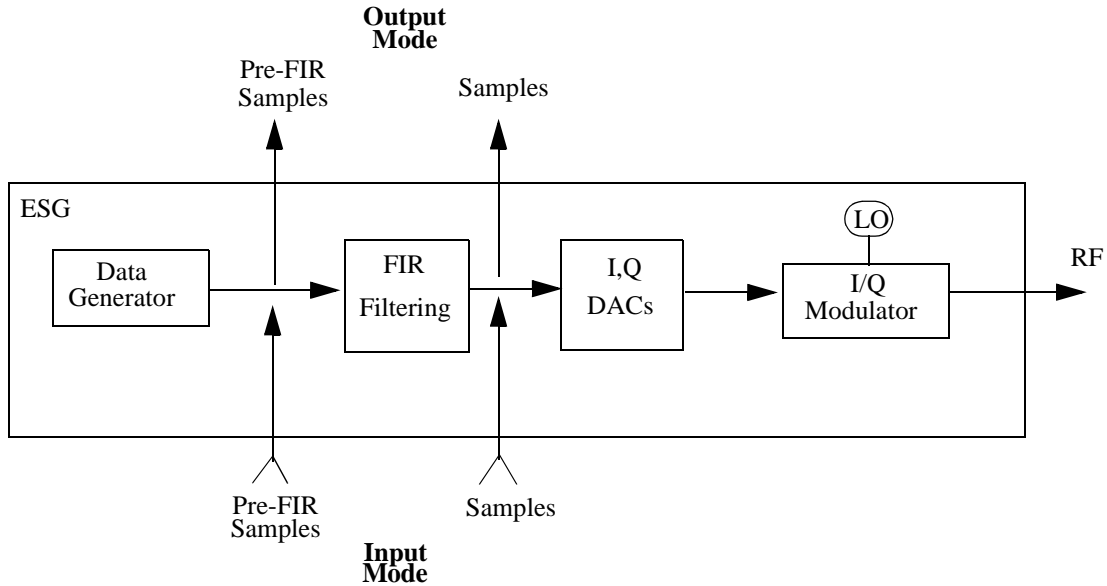 Output
Mode
Pre-FIR
Samples
Samples
ESG
LO
RF
Data
Generator
FIR
Filtering
I,Q
DACs
I/Q
Modulator
Pre-FIR
Samples
Samples
Input
Mode